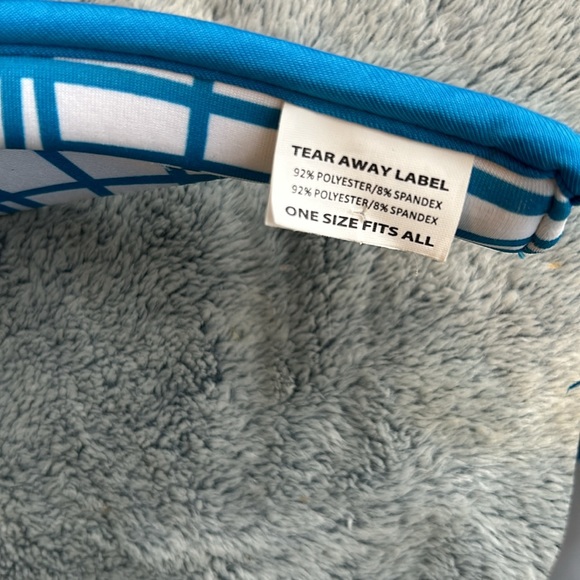 TEAR AWAY LABEL
92% POLYESTER/8% SPANDEX
92% POLYESTER/8% SPANDEX
ONE SIZE FITS ALL